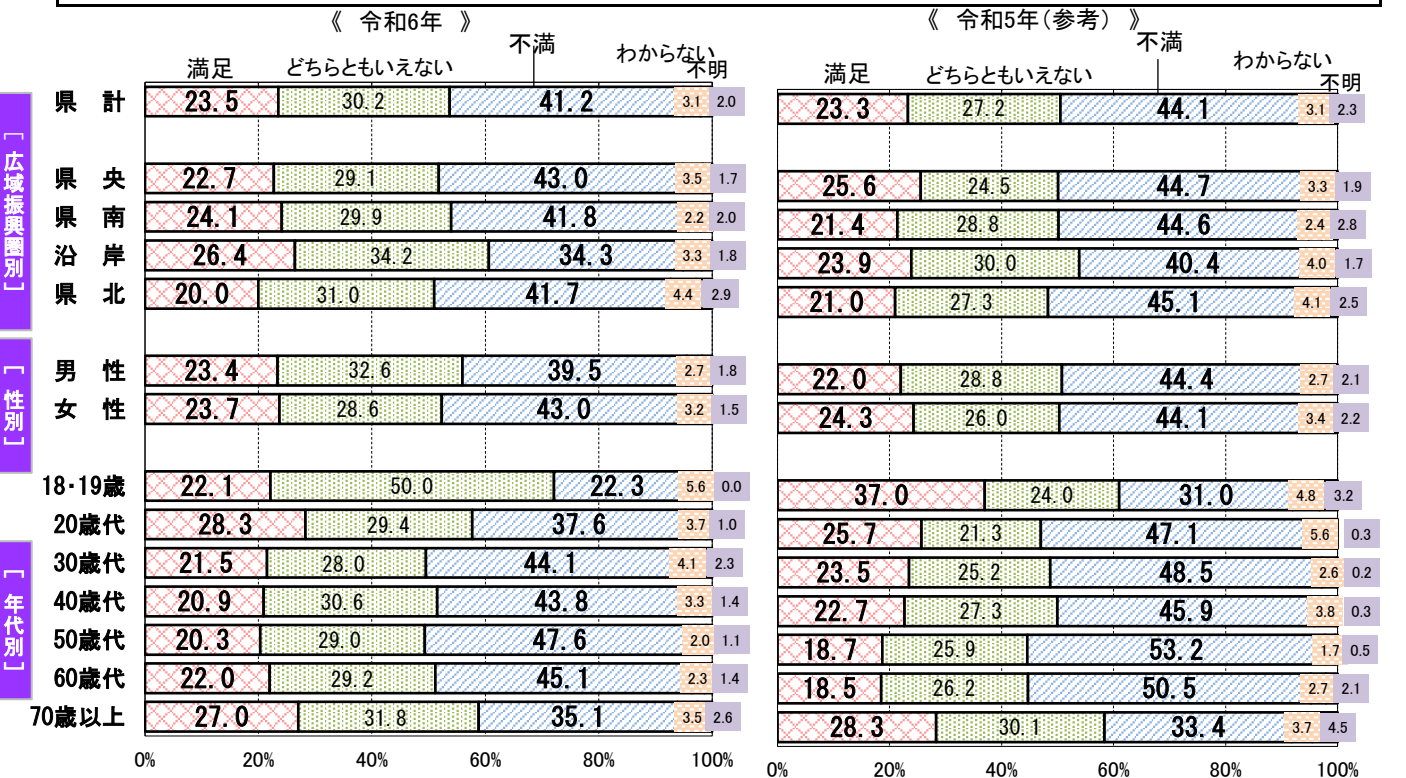 《 令和6年 》
満足 どちらともいえない 不満 わからない 不明
県 計 23.5 30.2 41.2 3.1 2.0
[ 広域振興圏別 ]
県 央 22.7 29.1 43.0 3.5 1.7
県 南 24.1 29.9 41.8 2.2 2.0
沿 岸 26.4 34.2 34.3 3.3 1.8
県 北 20.0 31.0 41.7 4.4 2.9
[ 性別 ]
男 性 23.4 32.6 39.5 2.7 1.8
女 性 23.7 28.6 43.0 3.2 1.5
[ 年代別 ]
18・19歳 22.1 50.0 22.3 5.6 0.0
20歳代 28.3 29.4 37.6 3.7 1.0
30歳代 21.5 28.0 44.1 4.1 2.3
40歳代 20.9 30.6 43.8 3.3 1.4
50歳代 20.3 29.0 47.6 2.0 1.1
60歳代 22.0 29.2 45.1 2.3 1.4
70歳以上 27.0 31.8 35.1 3.5 2.6
0% 20% 40% 60% 80% 100%
《 令和5年(参考) 》
満足 どちらともいえない 不満 わからない 不明
23.3 27.2 44.1 3.1 2.3
25.6 24.5 44.7 3.3 1.9
21.4 28.8 44.6 2.4 2.8
23.9 30.0 40.4 4.0 1.7
21.0 27.3 45.1 4.1 2.5
22.0 28.8 44.4 2.7 2.1
24.3 26.0 44.1 3.4 2.2
37.0 24.0 31.0 4.8 3.2
25.7 21.3 47.1 5.6 0.3
23.5 25.2 48.5 2.6 0.2
22.7 27.3 45.9 3.8 0.3
18.7 25.9 53.2 1.7 0.5
18.5 26.2 50.5 2.7 2.1
28.3 30.1 33.4 3.7 4.5
0% 20% 40% 60% 80% 100%